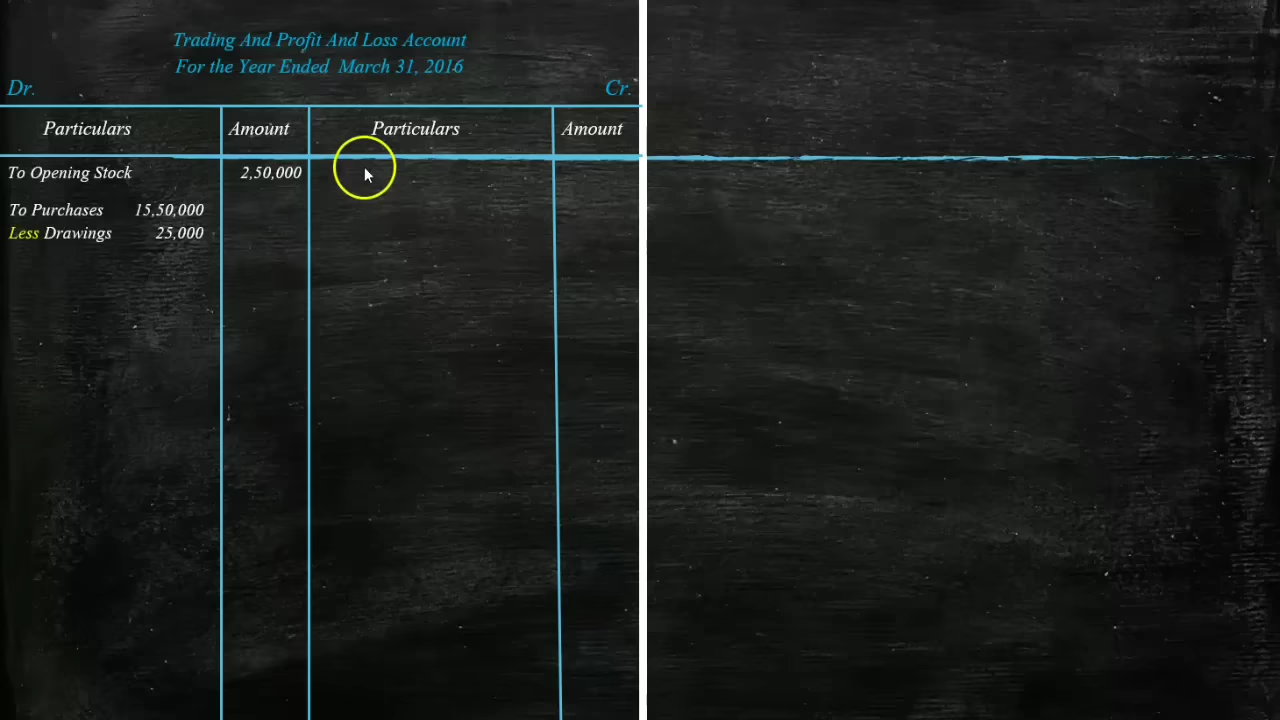 Trading And Profit And Loss Account
For the Year Ended March 31, 2016
Dr. Cr.
Particulars Amount Particulars Amount
To Opening Stock 2,50,000
To Purchases 15,50,000
Less Drawings 25,000